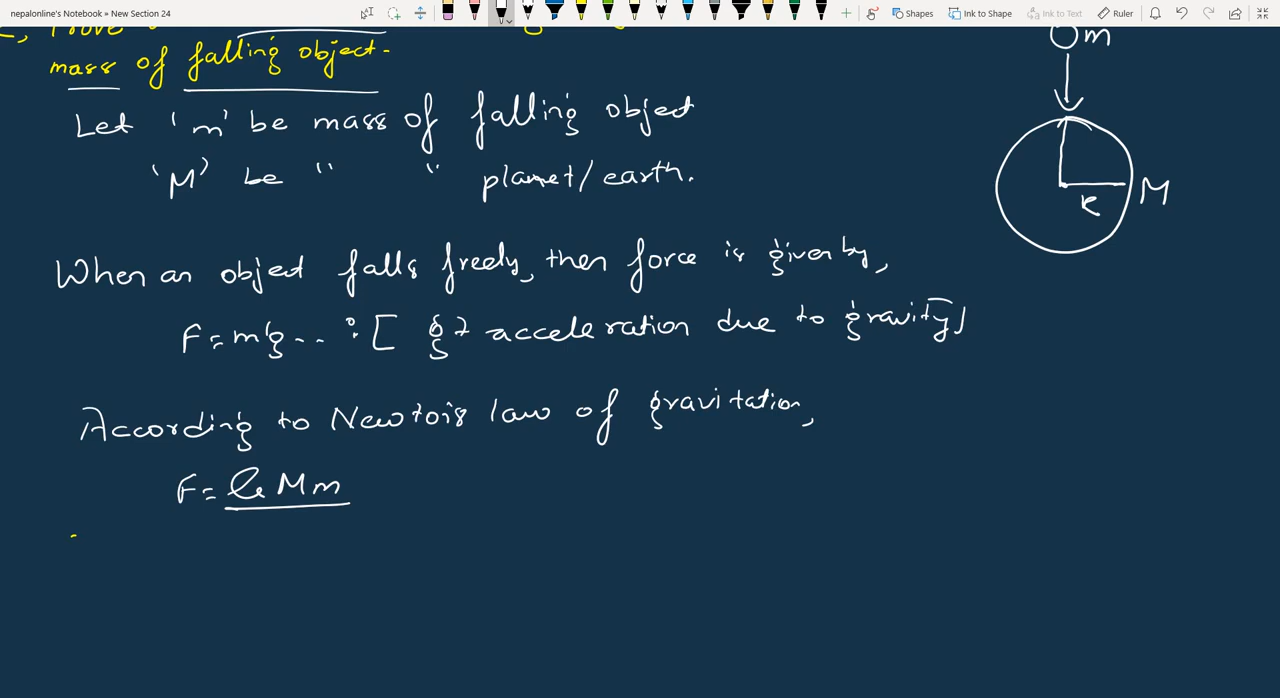 nepalonline's Notebook » New Section 24
Shapes Ink to Shape Ink to Text Ruler
mass of falling object-
Let 'm' be mass of falling object
'M' be " " planet/earth.
m
R M
When an object falls freely, then force is given by,
F=mg-- : [ g → acceleration due to gravity]
According to Newton's law of gravitation,
F= G Mm